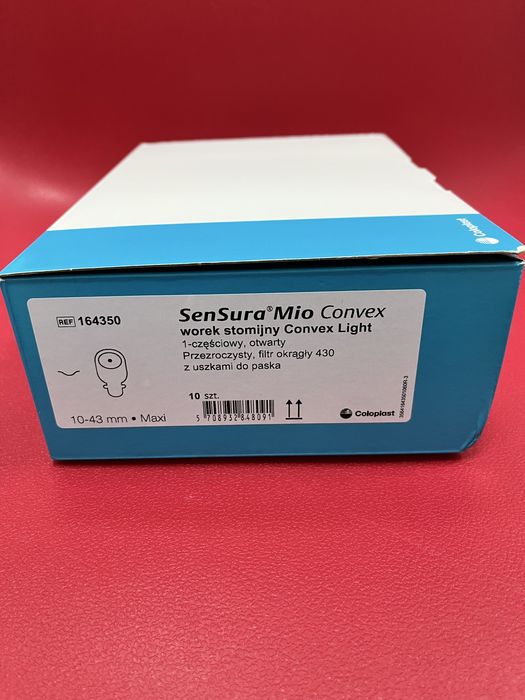 Coloplast
REF 164350
SenSura® Mio Convex
worek stomijny Convex Light
1-częściowy, otwarty
Przezroczysty, filtr okrągły 430
z uszkami do paska
10 szt.
10-43 mm • Maxi
5 708932 848091
Coloplast